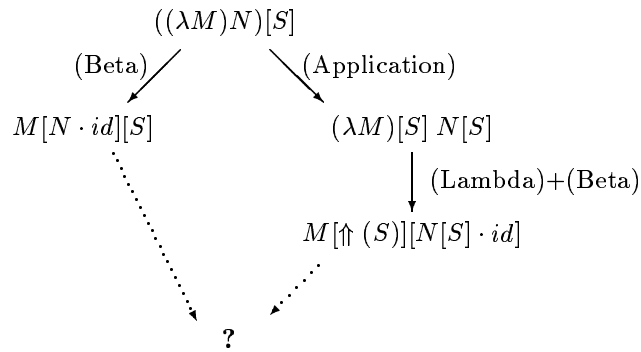 ((λM)N)[S]
(Beta) (Application)
M[N · id][S] (λM)[S] N[S]
(Lambda)+(Beta)
M[⇑ (S)][N[S] · id]
?